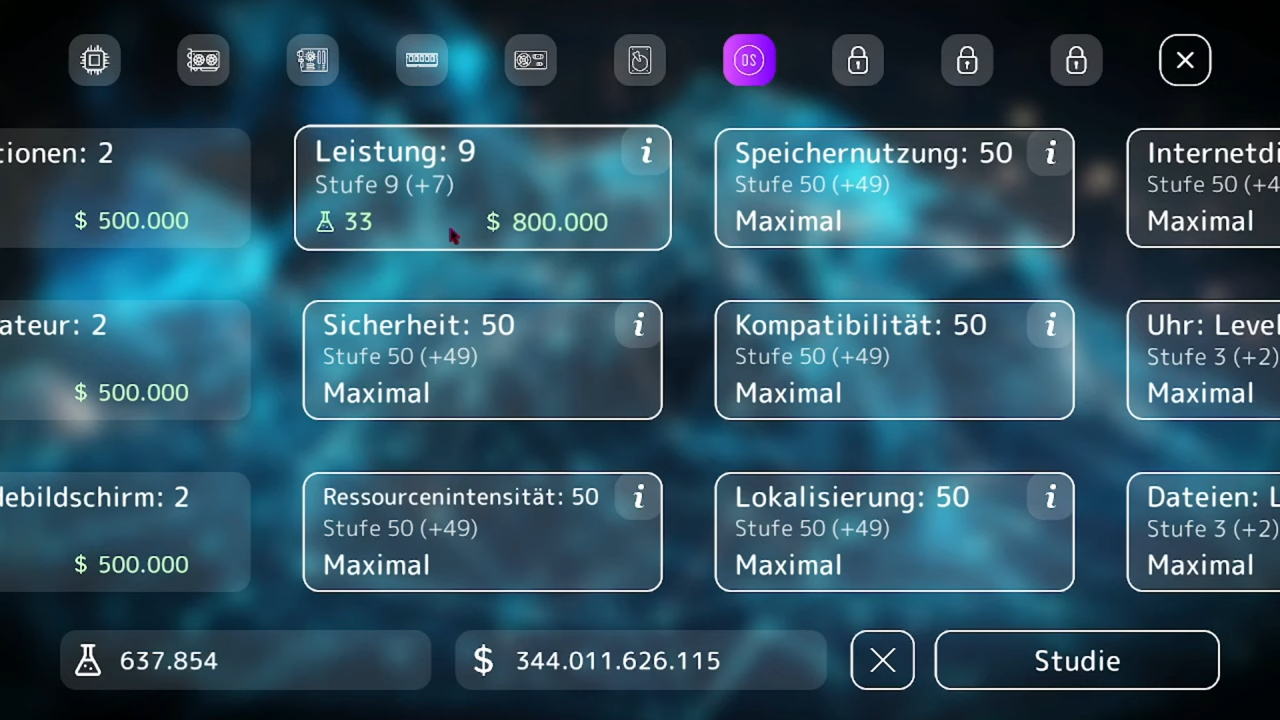 OS
tionen: 2
$ 500.000
Leistung: 9
i
Stufe 9 (+7)
33
$ 800.000
Speichernutzung: 50
i
Stufe 50 (+49)
Maximal
Internetdi
Stufe 50 (+4
Maximal
ateur: 2
$ 500.000
Sicherheit: 50
i
Stufe 50 (+49)
Maximal
Kompatibilität: 50
i
Stufe 50 (+49)
Maximal
Uhr: Level
Stufe 3 (+2)
Maximal
debildschirm: 2
$ 500.000
Ressourcenintensität: 50
i
Stufe 50 (+49)
Maximal
Lokalisierung: 50
i
Stufe 50 (+49)
Maximal
Dateien: L
Stufe 3 (+2)
Maximal
637.854
$ 344.011.626.115
Studie